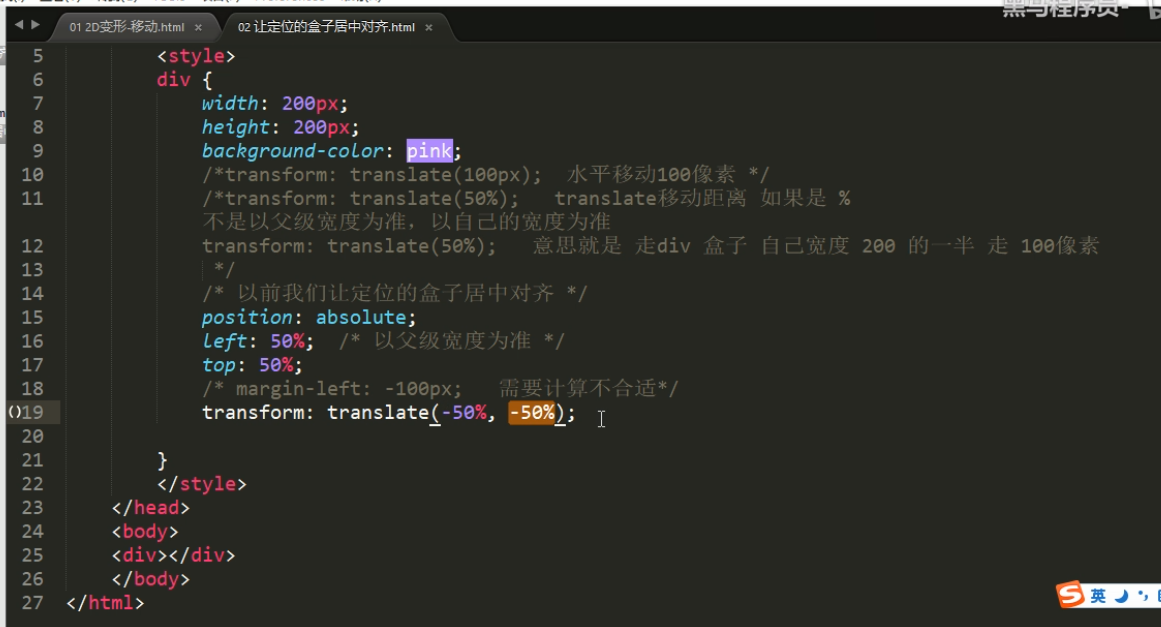 黑马程序员-
01 2D变形-移动.html ×
02 让定位的盒子居中对齐.html ×
5 <style>
6 div {
7 width: 200px;
8 height: 200px;
9 background-color: pink;
10 /*transform: translate(100px); 水平移动100像素 */
11 /*transform: translate(50%); translate移动距离 如果是 %
不是以父级宽度为准，以自己的宽度为准
12 transform: translate(50%); 意思就是 走div 盒子 自己宽度 200 的一半 走 100像素
13 */
14 /* 以前我们让定位的盒子居中对齐 */
15 position: absolute;
16 left: 50%; /* 以父级宽度为准 */
17 top: 50%;
18 /* margin-left: -100px; 需要计算不合适*/
19 transform: translate(-50%, -50%);
20
21 }
22 </style>
23 </head>
24 <body>
25 <div></div>
26 </body>
27 </html>
英